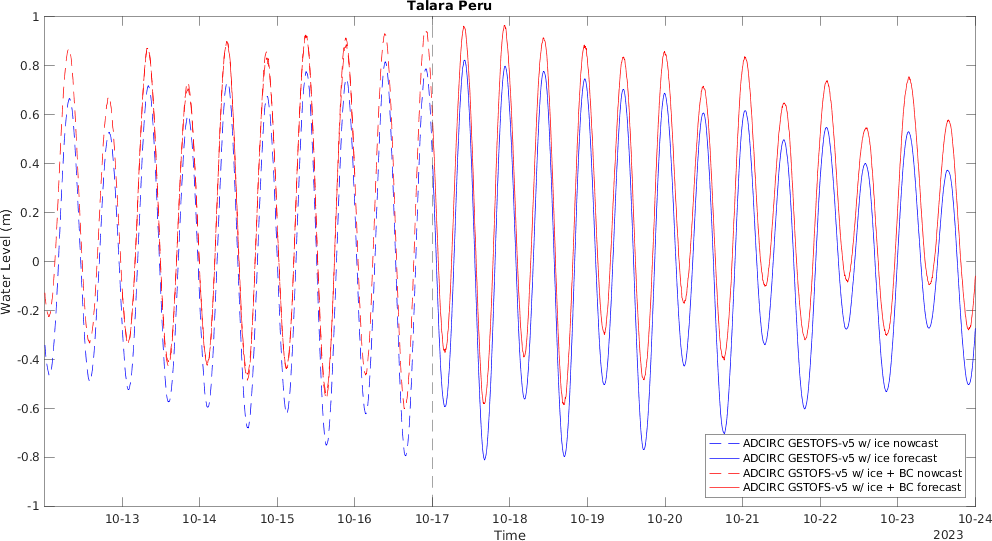 Talara Peru
1
0.8
0.6
0.4
0.2
0
-0.2
-0.4
-0.6
-0.8
-1
Water Level (m)
10-13 10-14 10-15 10-16 10-17 10-18 10-19 10-20 10-21 10-22 10-23 10-24
Time
2023
ADCIRC GESTOFS-v5 w/ ice nowcast
ADCIRC GESTOFS-v5 w/ ice forecast
ADCIRC GSTOFS-v5 w/ ice + BC nowcast
ADCIRC GSTOFS-v5 w/ ice + BC forecast